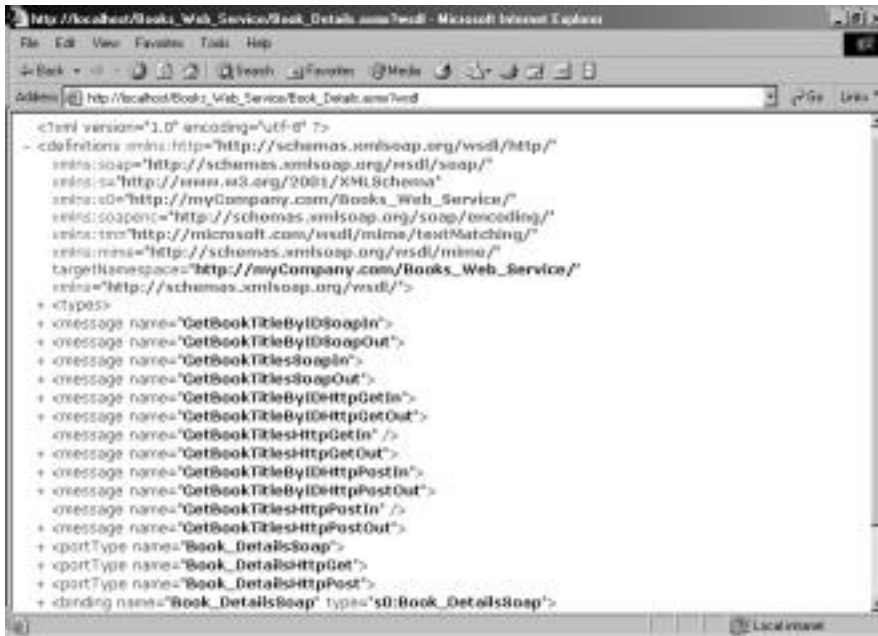 http://localhost/Books_Web_Service/Book_Details.asmx?wsdl - Microsoft Internet Explorer
File Edit View Favorites Tools Help
Back Search Favorites Media
Address http://localhost/Books_Web_Service/Book_Details.asmx?wsdl Go Links »
<?xml version="1.0" encoding="utf-8" ?>
- <definitions xmlns:http="http://schemas.xmlsoap.org/wsdl/http/"
xmlns:soap="http://schemas.xmlsoap.org/wsdl/soap/"
xmlns:s="http://www.w3.org/2001/XMLSchema"
xmlns:s0="http://myCompany.com/Books_Web_Service/"
xmlns:soapenc="http://schemas.xmlsoap.org/soap/encoding/"
xmlns:tm="http://microsoft.com/wsdl/mime/textMatching/"
xmlns:mime="http://schemas.xmlsoap.org/wsdl/mime/"
targetNamespace="http://myCompany.com/Books_Web_Service/"
xmlns="http://schemas.xmlsoap.org/wsdl/">
+ <types>
+ <message name="GetBookTitleByIDSoapIn">
+ <message name="GetBookTitleByIDSoapOut">
+ <message name="GetBookTitlesSoapIn">
+ <message name="GetBookTitlesSoapOut">
+ <message name="GetBookTitleByIDHttpGetIn">
+ <message name="GetBookTitleByIDHttpGetOut">
<message name="GetBookTitlesHttpGetIn" />
+ <message name="GetBookTitlesHttpGetOut">
+ <message name="GetBookTitleByIDHttpPostIn">
+ <message name="GetBookTitleByIDHttpPostOut">
<message name="GetBookTitlesHttpPostIn" />
+ <message name="GetBookTitlesHttpPostOut">
+ <portType name="Book_DetailsSoap">
+ <portType name="Book_DetailsHttpGet">
+ <portType name="Book_DetailsHttpPost">
+ <binding name="Book_DetailsSoap" type="s0:Book_DetailsSoap">
Local intranet